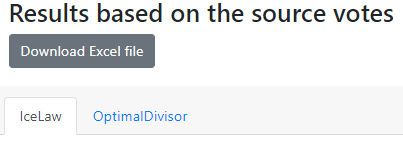 Results based on the source votes
Download Excel file
IceLaw OptimalDivisor